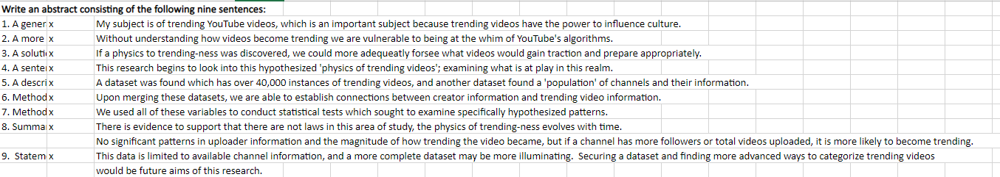 Write an abstract consisting of the following nine sentences:
1. A gener x My subject is of trending YouTube videos, which is an important subject because trending videos have the power to influence culture.
2. A more x Without understanding how videos become trending we are vulnerable to being at the whim of YouTube's algorithms.
3. A soluti x If a physics to trending-ness was discovered, we could more adequeatly forsee what videos would gain traction and prepare appropriately.
4. A sente x This research begins to look into this hypothesized 'physics of trending videos'; examining what is at play in this realm.
5. A descri x A dataset was found which has over 40,000 instances of trending videos, and another dataset found a 'population' of channels and their information.
6. Method x Upon merging these datasets, we are able to establish connections between creator information and trending video information.
7. Method x We used all of these variables to conduct statistical tests which sought to examine specifically hypothesized patterns.
8. Summa x There is evidence to support that there are not laws in this area of study, the physics of trending-ness evolves with time.
No significant patterns in uploader information and the magnitude of how trending the video became, but if a channel has more followers or total videos uploaded, it is more likely to become trending.
9. Statem x This data is limited to available channel information, and a more complete dataset may be more illuminating. Securing a dataset and finding more advanced ways to categorize trending videos
would be future aims of this research.